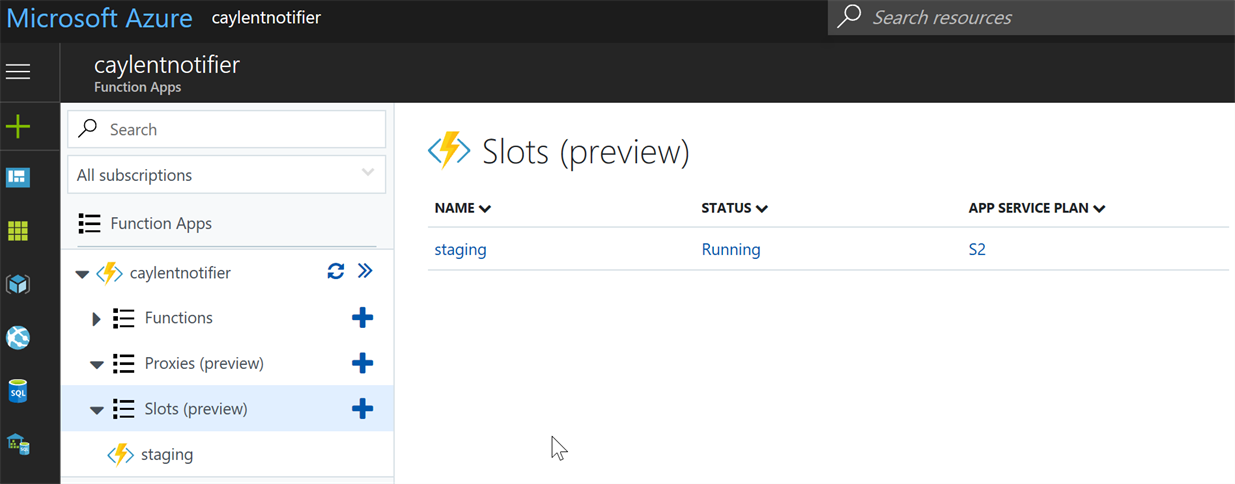 Microsoft Azure caylentnotifier
Search resources
caylentnotifier
Function Apps
Search
All subscriptions
Function Apps
caylentnotifier
Functions
Proxies (preview)
Slots (preview)
staging
Slots (preview)
NAME STATUS APP SERVICE PLAN
staging Running S2
SQL
SQL